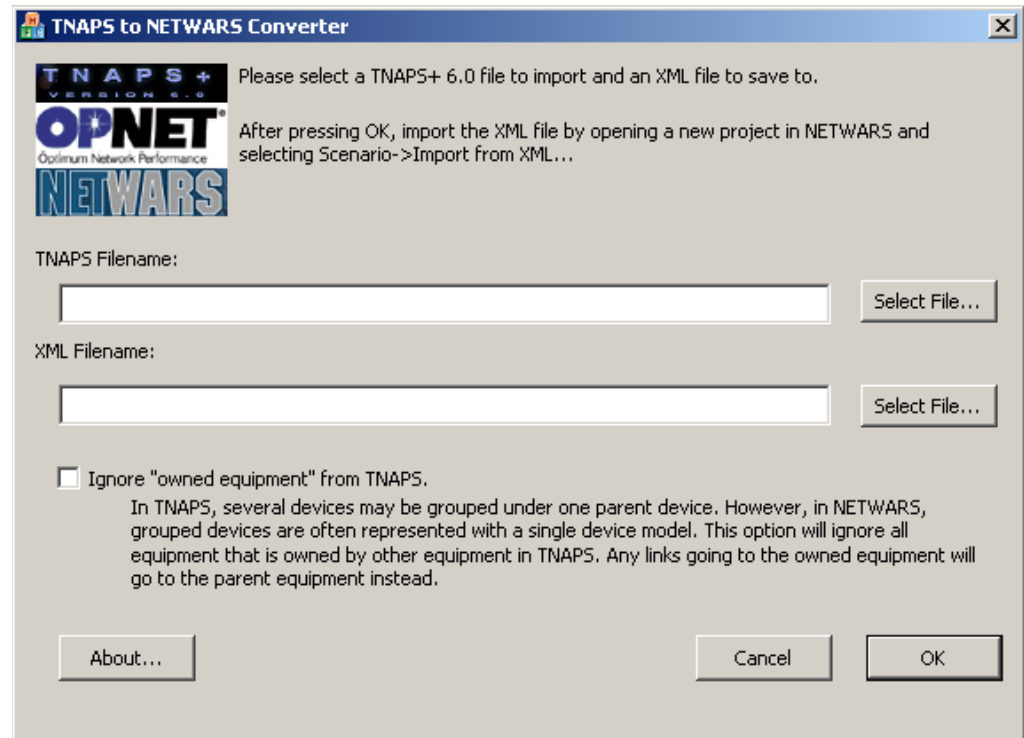 TNAPS to NETWARS Converter
TNAPS+
VERSION 6.0
OPNET®
Optimum Network Performance
NETWARS
Please select a TNAPS+ 6.0 file to import and an XML file to save to.
After pressing OK, import the XML file by opening a new project in NETWARS and
selecting Scenario->Import from XML...
TNAPS Filename:
Select File...
XML Filename:
Select File...
Ignore "owned equipment" from TNAPS.
In TNAPS, several devices may be grouped under one parent device. However, in NETWARS,
grouped devices are often represented with a single device model. This option will ignore all
equipment that is owned by other equipment in TNAPS. Any links going to the owned equipment will
go to the parent equipment instead.
About...
Cancel
OK